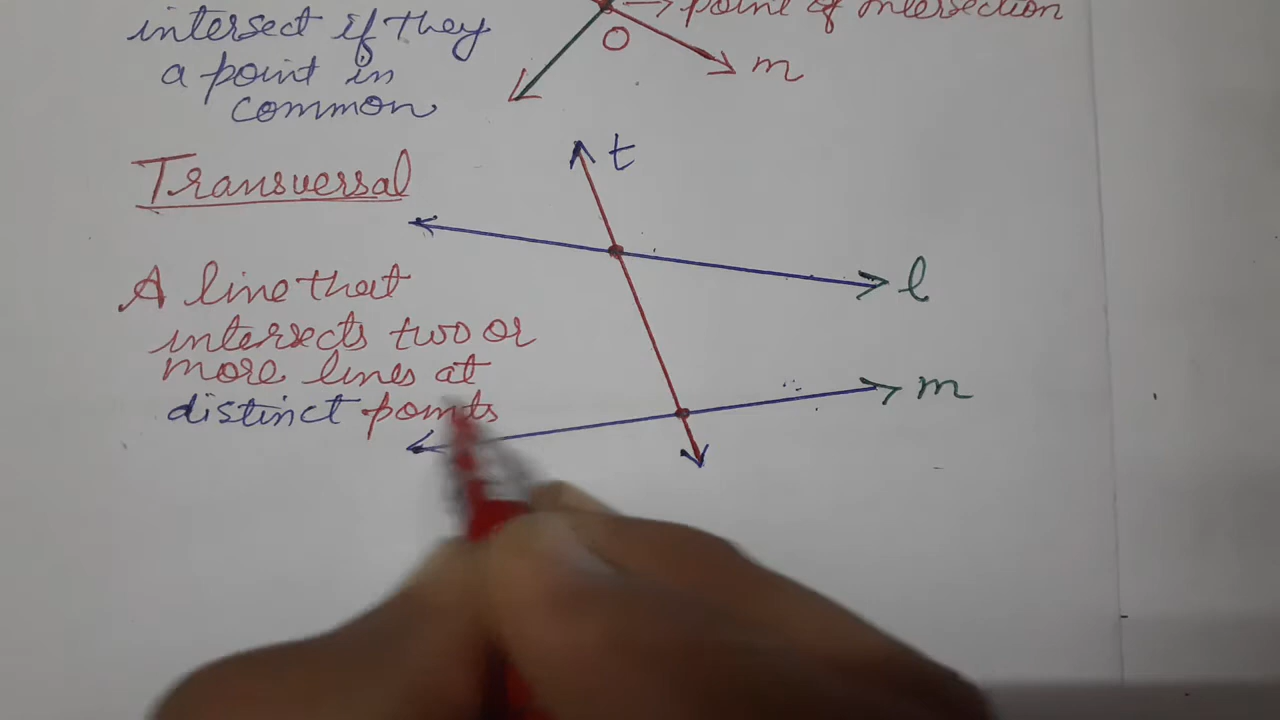 intersect if they
a point in
common
→ point of intersection
O
m
Transversal
t
l
A line that
intersects two or
more lines at
distinct points
m